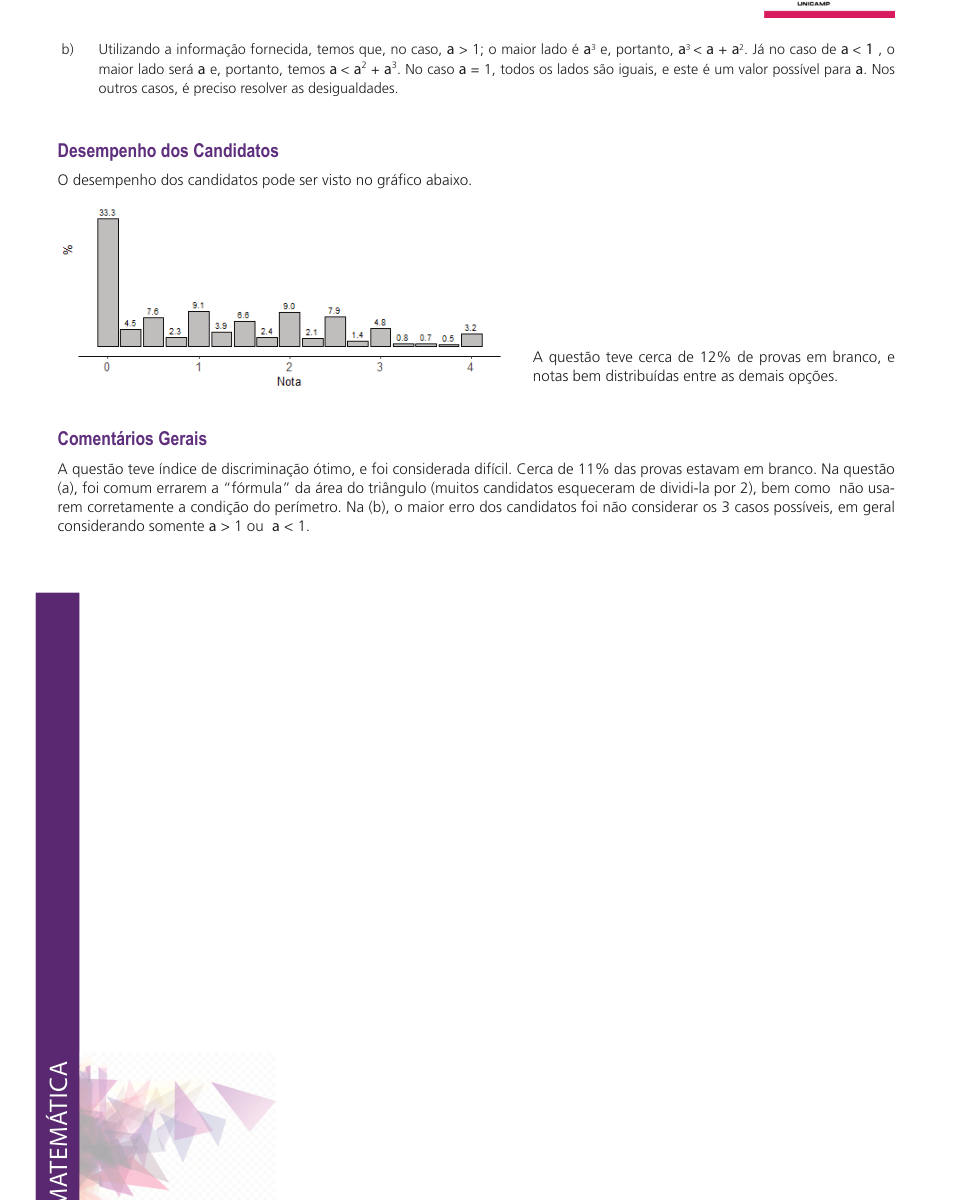 UNICAMP
b) Utilizando a informação fornecida, temos que, no caso, a > 1; o maior lado é a³ e, portanto, a³ < a + a². Já no caso de a < 1 , o
maior lado será a e, portanto, temos a < a² + a³. No caso a = 1, todos os lados são iguais, e este é um valor possível para a. Nos
outros casos, é preciso resolver as desigualdades.
Desempenho dos Candidatos
O desempenho dos candidatos pode ser visto no gráfico abaixo.
%
33.3
4.5
7.6
2.3
9.1
3.9
6.6
2.4
9.0
2.1
7.9
1.4
4.8
0.8
0.7
0.5
3.2
0 1 2 3 4
Nota
A questão teve cerca de 12% de provas em branco, e
notas bem distribuídas entre as demais opções.
Comentários Gerais
A questão teve índice de discriminação ótimo, e foi considerada difícil. Cerca de 11% das provas estavam em branco. Na questão
(a), foi comum errarem a “fórmula” da área do triângulo (muitos candidatos esqueceram de dividi-la por 2), bem como não usa-
rem corretamente a condição do perímetro. Na (b), o maior erro dos candidatos foi não considerar os 3 casos possíveis, em geral
considerando somente a > 1 ou a < 1.
MATEMÁTICA